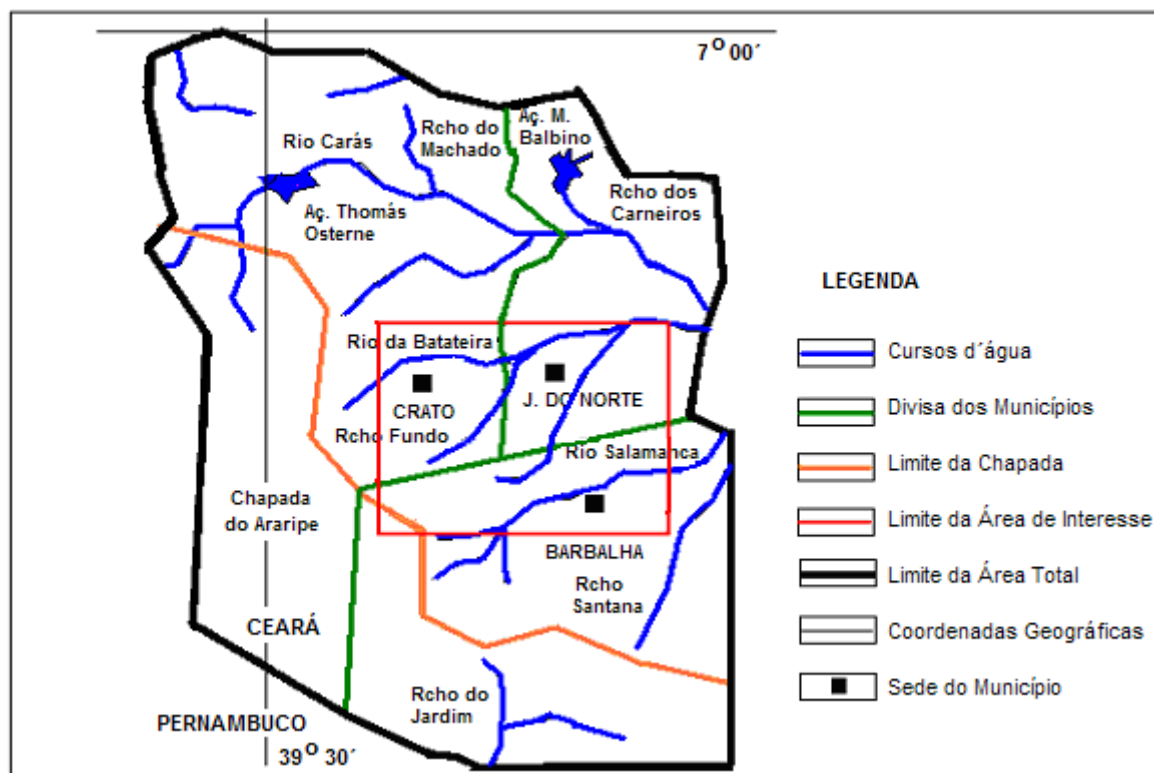 7° 00´
Rcho do
Machado
Aç. M.
Balbino
Rio Carás
Rcho dos
Carneiros
Aç. Thomás
Osterne
LEGENDA
Rio da Batateira
Cursos d´água
CRATO
J. DO NORTE
Divisa dos Municípios
Rcho Fundo
Rio Salamanca
Limite da Chapada
Chapada
do Araripe
Limite da Área de Interesse
BARBALHA
Limite da Área Total
Rcho
Santana
CEARÁ
Coordenadas Geográficas
Rcho do
Jardim
Sede do Município
PERNAMBUCO
39° 30´